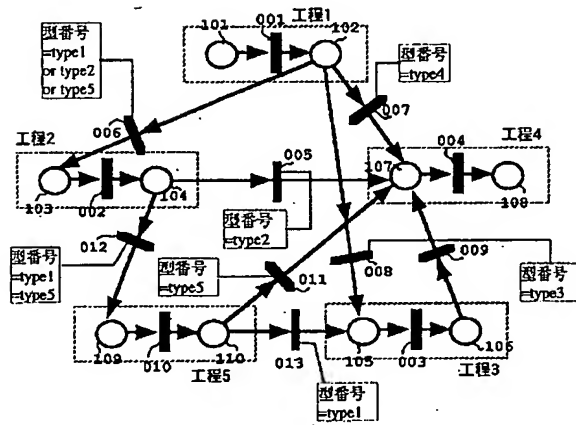 工程1
101
001
102
型番号
=type1
or type2
or type5
型番号
=type4
006
007
工程2
103
002
104
005
工程4
107
004
108
012
型番号
=type2
型番号
=type1
=type5
型番号
=type5
011
008
009
型番号
=type3
109
010
110
013
105
003
106
工程5
工程3
型番号
=type1